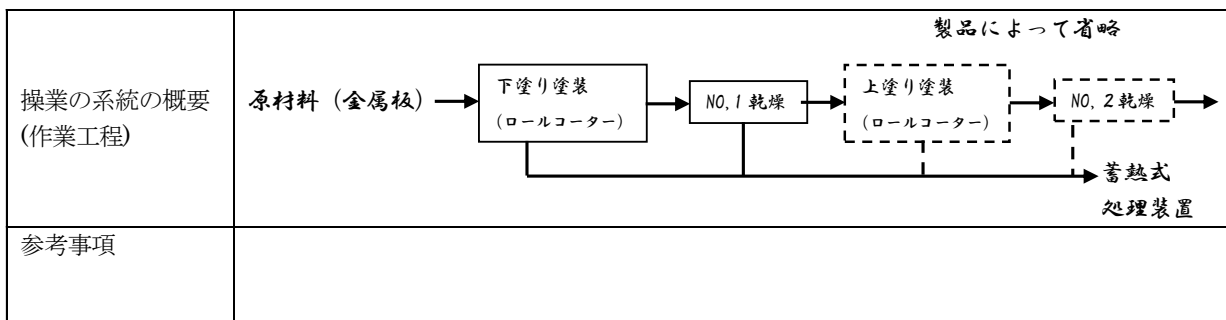 製品によって省略
操業の系統の概要
(作業工程)
原材料（金属板）
下塗り塗装
(ロールコーター)
NO,1乾燥
上塗り塗装
(ロールコーター)
NO,2乾燥
蓄熱式
処理装置
参考事項